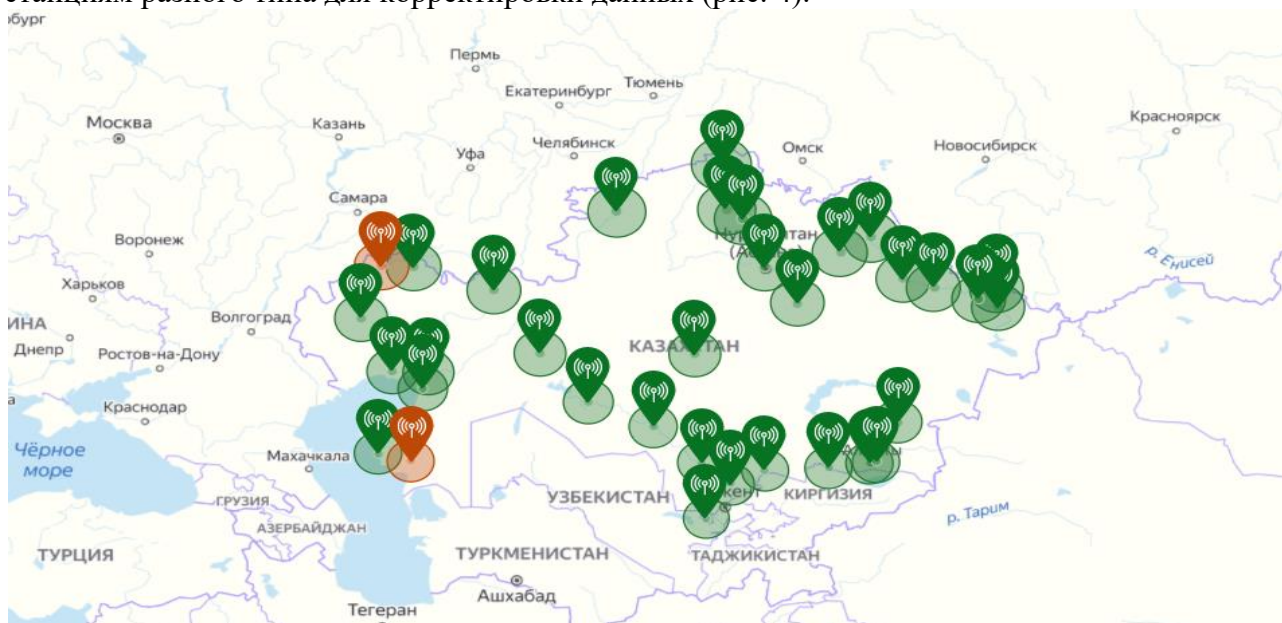 станциям разного типа для корректировки данных (рис. 4).
бург
Пермь
Тюмень
Екатеринбург
Красноярск
Москва
Казань
Челябинск
Омск
Новосибирск
Уфа
Самара
Воронеж
р. Енисей
Харьков
Волгоград
ИНА
Днепр
Ростов-на-Дону
КАЗАХСТАН
а
Краснодар
Чёрное
море
Махачкала
УЗБЕКИСТАН
КИРГИЗИЯ
ГРУЗИЯ
р. Тарим
АЗЕРБАЙДЖАН
ТУРЦИЯ
ТУРКМЕНИСТАН
ТАДЖИКИСТАН
Ашхабад
Тегеран